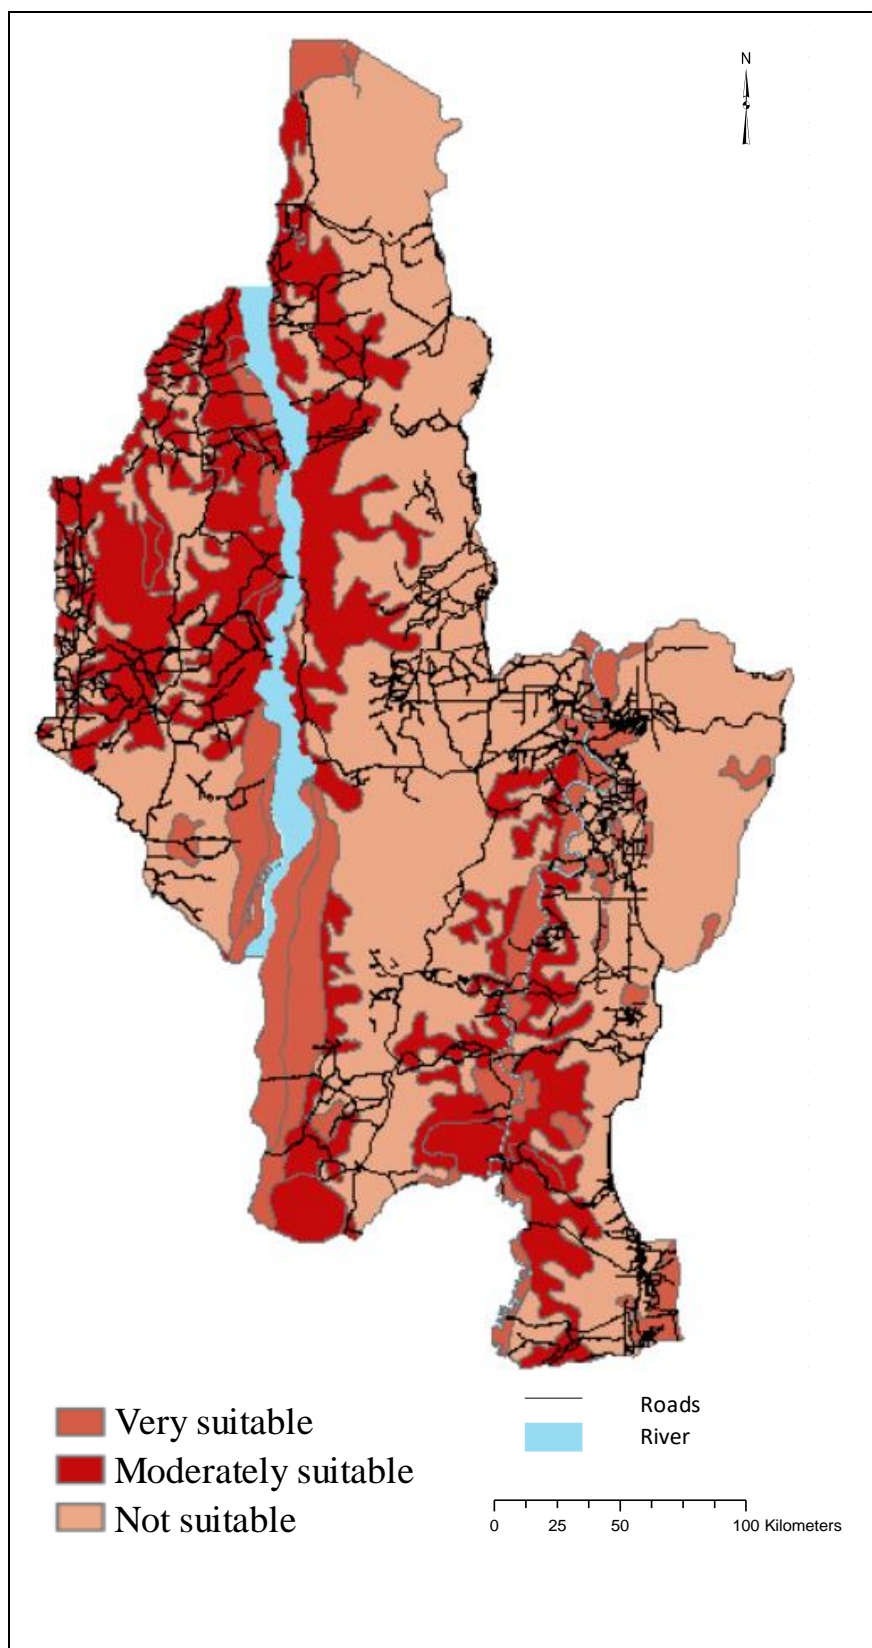 N
Very suitable
Moderately suitable
Not suitable
Roads
River
0 25 50 100 Kilometers